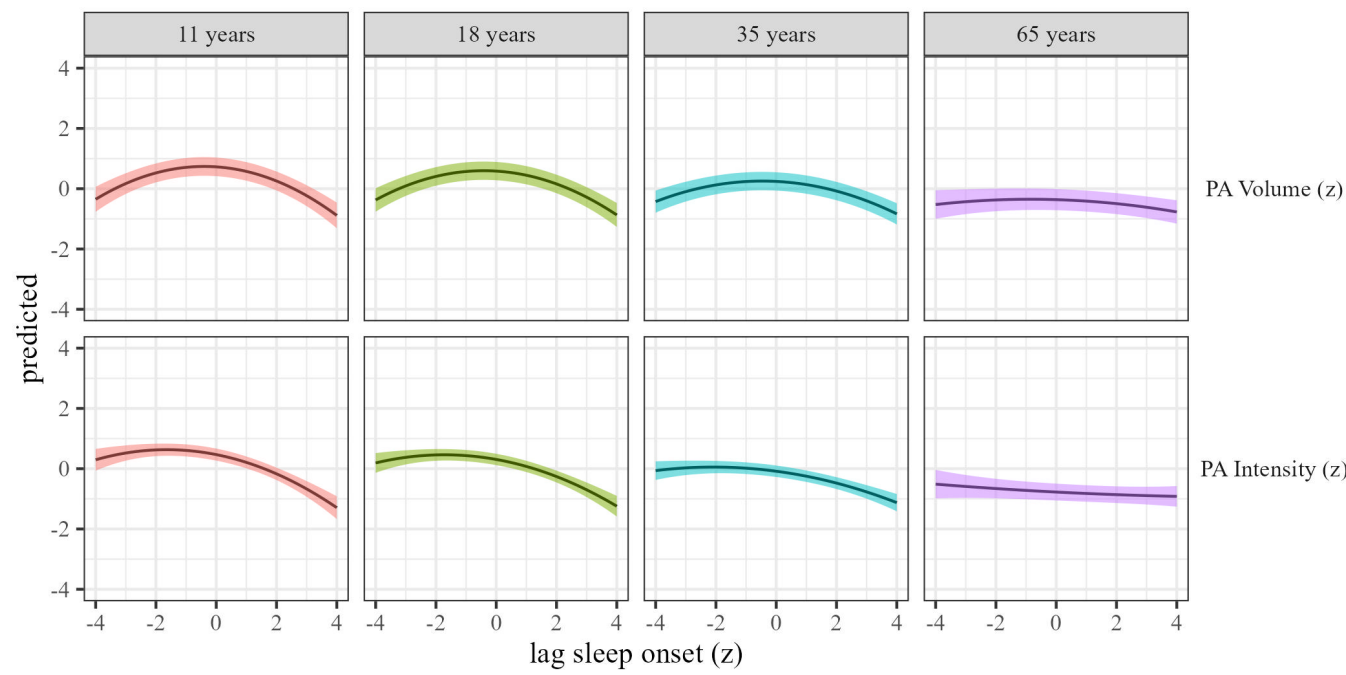 11 years 18 years 35 years 65 years
4
2
0
-2
-4
PA Volume (z)
predicted
4
2
0
-2
-4
PA Intensity (z)
-4 -2 0 2 4 -4 -2 0 2 4 -4 -2 0 2 4 -4 -2 0 2 4
lag sleep onset (z)